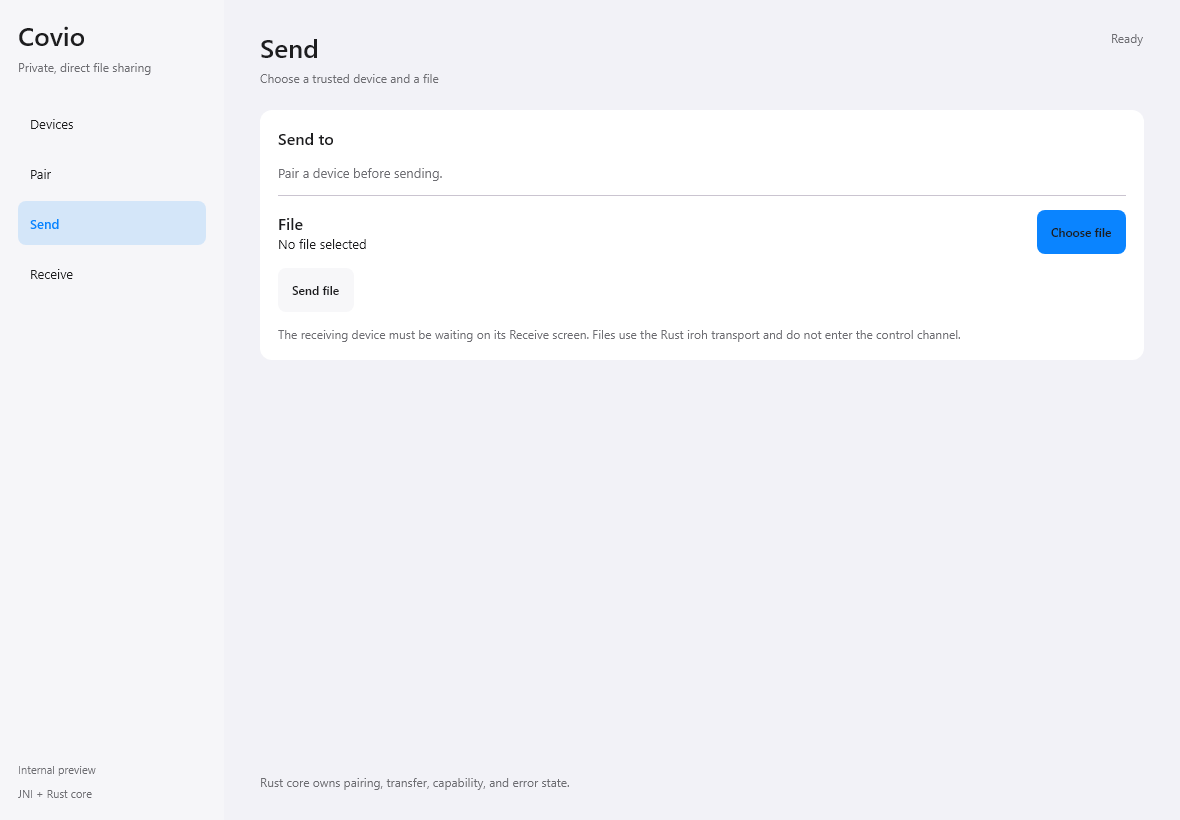 Covio
Private, direct file sharing
Devices
Pair
Send
Receive
Internal preview
JNI + Rust core
Send
Choose a trusted device and a file
Ready
Send to
Pair a device before sending.
File
No file selected
Choose file
Send file
The receiving device must be waiting on its Receive screen. Files use the Rust iroh transport and do not enter the control channel.
Rust core owns pairing, transfer, capability, and error state.